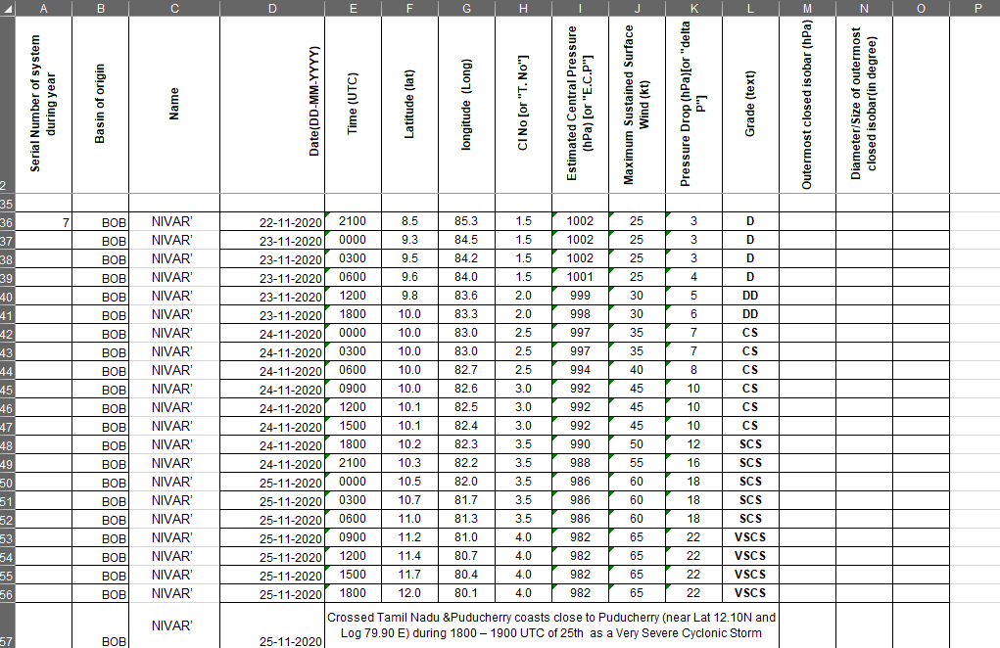 A B C D E F G H I J K L M N O P
2 Serial Number of system during year Basin of origin Name Date(DD-MM-YYYY) Time (UTC) Latitude (lat) longitude (Long) CI No [or "T. No"] Estimated Central Pressure (hPa) [or "E.C.P"] Maximum Sustained Surface Wind (kt) Pressure Drop (hPa)[or "delta P"] Grade (text) Outermost closed isobar (hPa) Diameter/Size of outermost closed isobar(in degree)
35
36 7 BOB NIVAR' 22-11-2020 2100 8.5 85.3 1.5 1002 25 3 D
37 BOB NIVAR' 23-11-2020 0000 9.3 84.5 1.5 1002 25 3 D
38 BOB NIVAR' 23-11-2020 0300 9.5 84.2 1.5 1002 25 3 D
39 BOB NIVAR' 23-11-2020 0600 9.6 84.0 1.5 1001 25 4 D
40 BOB NIVAR' 23-11-2020 1200 9.8 83.6 2.0 999 30 5 DD
41 BOB NIVAR' 23-11-2020 1800 10.0 83.3 2.0 998 30 6 DD
42 BOB NIVAR' 24-11-2020 0000 10.0 83.0 2.5 997 35 7 CS
43 BOB NIVAR' 24-11-2020 0300 10.0 83.0 2.5 997 35 7 CS
44 BOB NIVAR' 24-11-2020 0600 10.0 82.7 2.5 994 40 8 CS
45 BOB NIVAR' 24-11-2020 0900 10.0 82.6 3.0 992 45 10 CS
46 BOB NIVAR' 24-11-2020 1200 10.1 82.5 3.0 992 45 10 CS
47 BOB NIVAR' 24-11-2020 1500 10.1 82.4 3.0 992 45 10 CS
48 BOB NIVAR' 24-11-2020 1800 10.2 82.3 3.5 990 50 12 SCS
49 BOB NIVAR' 24-11-2020 2100 10.3 82.2 3.5 988 55 16 SCS
50 BOB NIVAR' 25-11-2020 0000 10.5 82.0 3.5 986 60 18 SCS
51 BOB NIVAR' 25-11-2020 0300 10.7 81.7 3.5 986 60 18 SCS
52 BOB NIVAR' 25-11-2020 0600 11.0 81.3 3.5 986 60 18 SCS
53 BOB NIVAR' 25-11-2020 0900 11.2 81.0 4.0 982 65 22 VSCS
54 BOB NIVAR' 25-11-2020 1200 11.4 80.7 4.0 982 65 22 VSCS
55 BOB NIVAR' 25-11-2020 1500 11.7 80.4 4.0 982 65 22 VSCS
56 BOB NIVAR' 25-11-2020 1800 12.0 80.1 4.0 982 65 22 VSCS
57 BOB NIVAR' 25-11-2020 Crossed Tamil Nadu &Puducherry coasts close to Puducherry (near Lat 12.10N and
Log 79.90 E) during 1800 – 1900 UTC of 25th as a Very Severe Cyclonic Storm